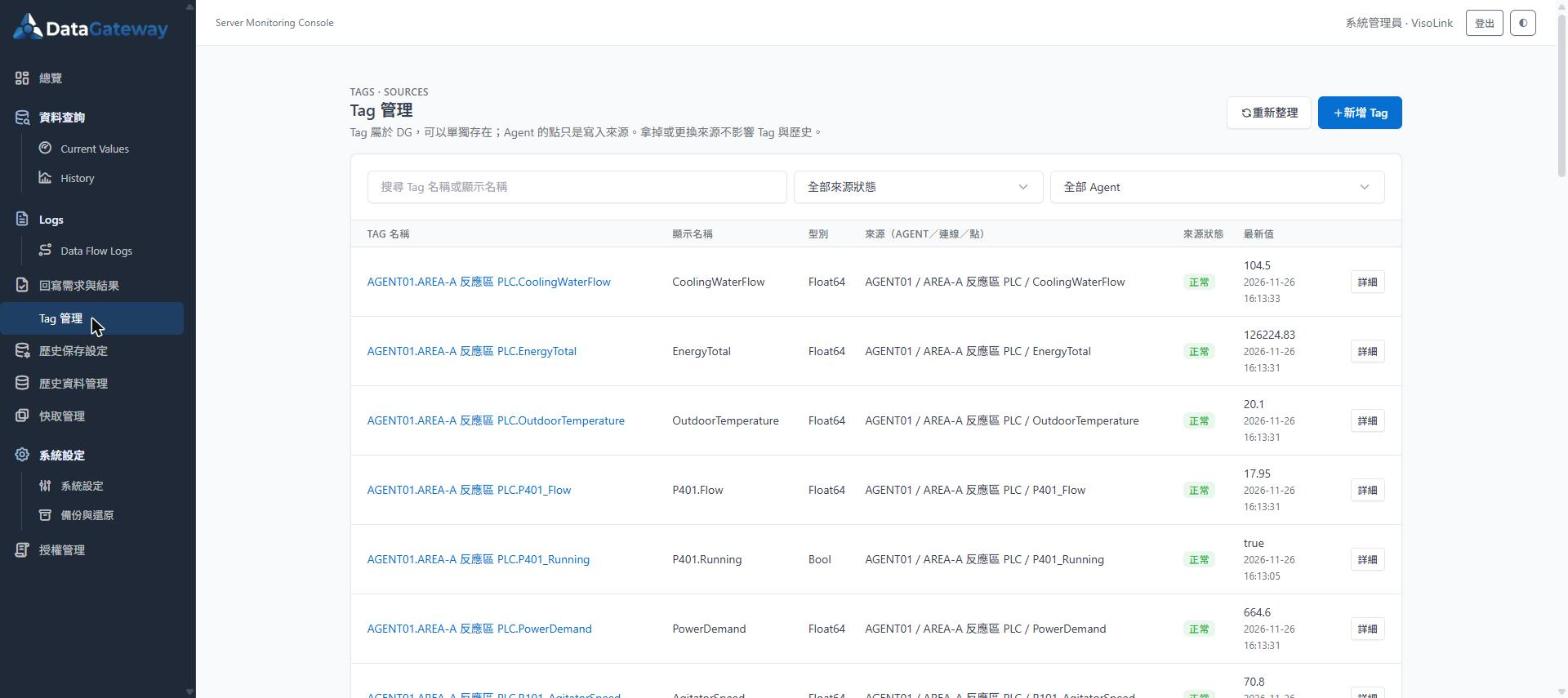 DataGateway
Server Monitoring Console
系統管理員 · VisoLink
登出
總覽
資料查詢
Current Values
History
Logs
Data Flow Logs
回寫需求與結果
Tag 管理
歷史保存設定
歷史資料管理
快取管理
系統設定
系統設定
備份與還原
授權管理
TAGS · SOURCES
Tag 管理
Tag 屬於 DG，可以單獨存在；Agent 的點只是寫入來源。拿掉或更換來源不影響 Tag 與歷史。
重新整理
＋新增 Tag
搜尋 Tag 名稱或顯示名稱
全部來源狀態
全部 Agent
TAG 名稱 顯示名稱 型別 來源（AGENT／連線／點） 來源狀態 最新值
AGENT01.AREA-A 反應區 PLC.CoolingWaterFlow CoolingWaterFlow Float64 AGENT01 / AREA-A 反應區 PLC / CoolingWaterFlow 正常 104.5 詳細
2026-11-26
16:13:33
AGENT01.AREA-A 反應區 PLC.EnergyTotal EnergyTotal Float64 AGENT01 / AREA-A 反應區 PLC / EnergyTotal 正常 126224.83 詳細
2026-11-26
16:13:31
AGENT01.AREA-A 反應區 PLC.OutdoorTemperature OutdoorTemperature Float64 AGENT01 / AREA-A 反應區 PLC / OutdoorTemperature 正常 20.1 詳細
2026-11-26
16:13:31
AGENT01.AREA-A 反應區 PLC.P401_Flow P401.Flow Float64 AGENT01 / AREA-A 反應區 PLC / P401_Flow 正常 17.95 詳細
2026-11-26
16:13:31
AGENT01.AREA-A 反應區 PLC.P401_Running P401.Running Bool AGENT01 / AREA-A 反應區 PLC / P401_Running 正常 true 詳細
2026-11-26
16:13:05
AGENT01.AREA-A 反應區 PLC.PowerDemand PowerDemand Float64 AGENT01 / AREA-A 反應區 PLC / PowerDemand 正常 664.6 詳細
2026-11-26
16:13:31
70.8